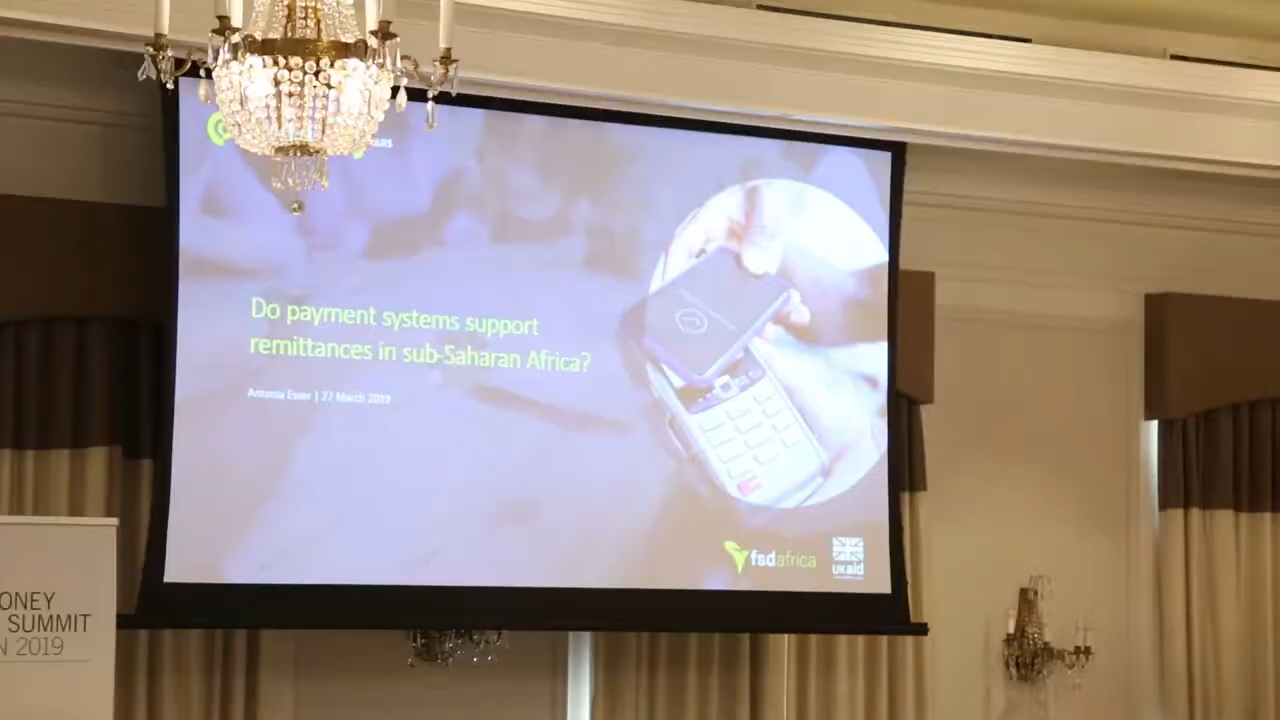 Do payment systems support
remittances in sub-Saharan Africa?
Antonia Esser | 27 March 2019
fsdafrica
UKaid
ONEY
SUMMIT
N 2019